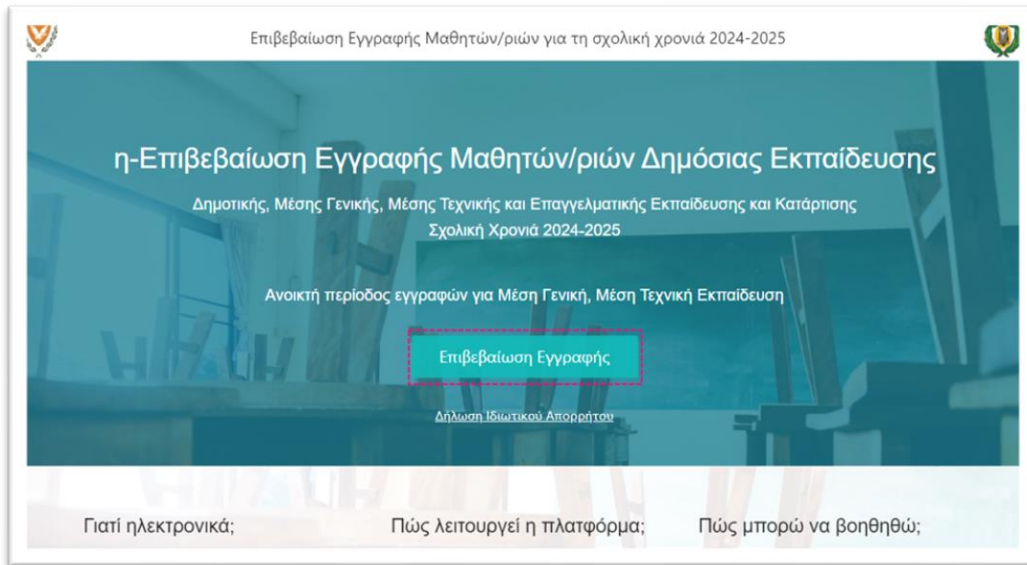 Επιβεβαίωση Εγγραφής Μαθητών/ριών για τη σχολική χρονιά 2024-2025
η-Επιβεβαίωση Εγγραφής Μαθητών/ριών Δημόσιας Εκπαίδευσης
Δημοτικής, Μέσης Γενικής, Μέσης Τεχνικής και Επαγγελματικής Εκπαίδευσης και Κατάρτισης
Σχολική Χρονιά 2024-2025
Ανοικτή περίοδος εγγραφών για Μέση Γενική, Μέση Τεχνική Εκπαίδευση
Επιβεβαίωση Εγγραφής
Δήλωση Ιδιωτικού Απορρήτου
Γιατί ηλεκτρονικά; Πώς λειτουργεί η πλατφόρμα; Πώς μπορώ να βοηθηθώ;